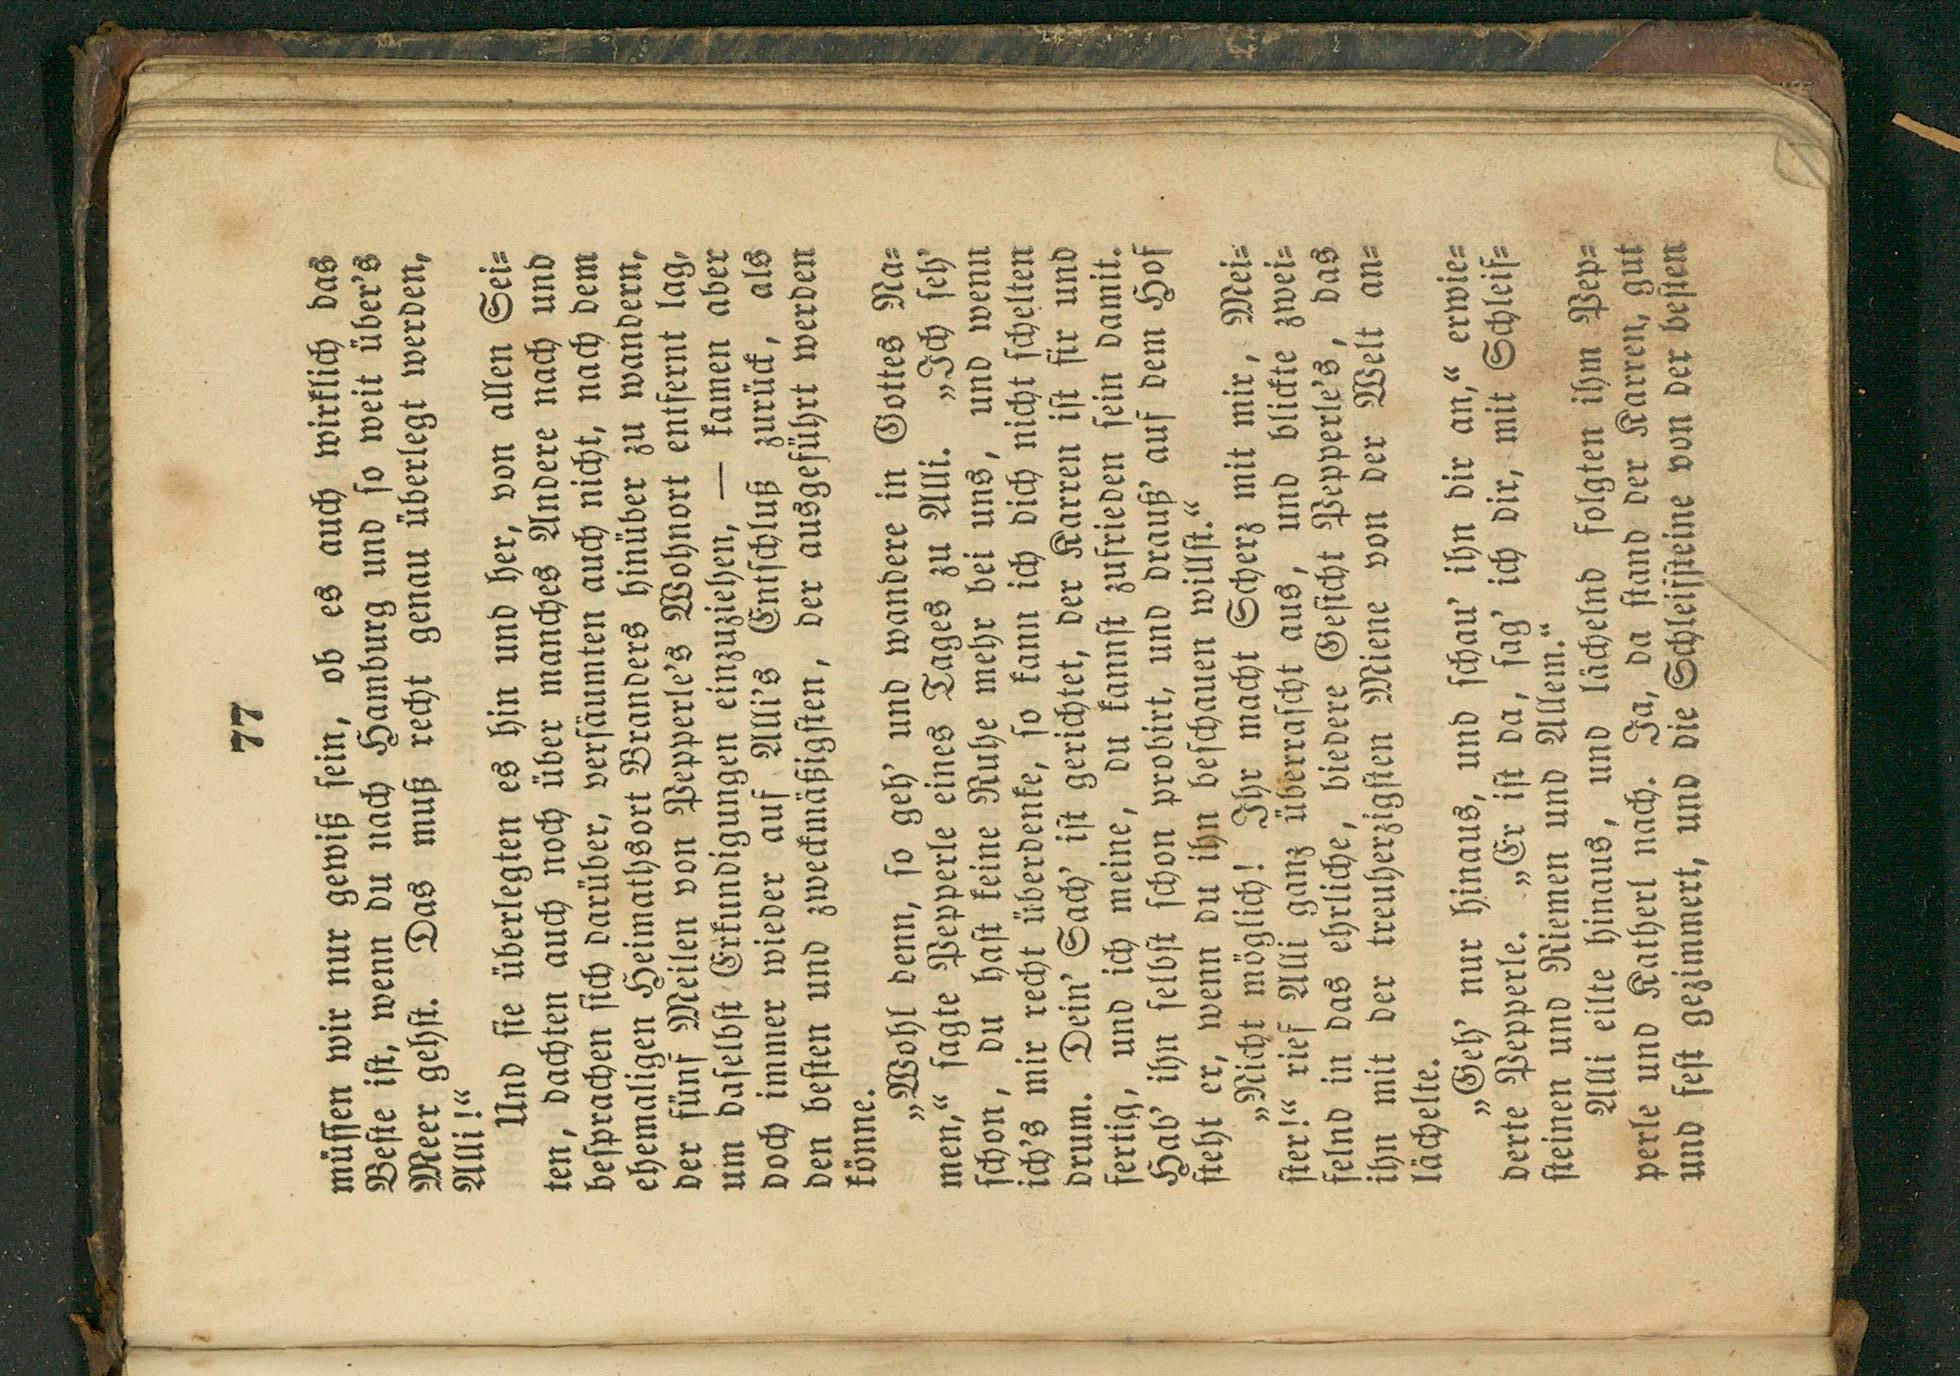 77
müssen wir nur gewiß sein, ob es auch wirklich das
Beste ist, wenn du nach Hamburg und so weit über's
Meer gehst. Das muß recht genau überlegt werden,
Alli!“
Und sie überlegten es hin und her, von allen Sei=
ten, dachten auch noch über manches Andere nach und
besprachen sich darüber, versäumten auch nicht, nach dem
ehemaligen Heimathsort Branders hinüber zu wandern,
der fünf Meilen von Pepperle's Wohnort entfernt lag,
um daselbst Erkundigungen einzuziehen, — kamen aber
doch immer wieder auf Alli's Entschluß zurück, als
den besten und zweckmäßigsten, der ausgeführt werden
könne.
„Wohl denn, so geh' und wandere in Gottes Na=
men,“ sagte Pepperle eines Tages zu Alli. „Ich seh'
schon, du hast keine Ruhe mehr bei uns, und wenn
ich's mir recht überdenke, so kann ich dich nicht schelten
drum. Dein' Sach' ist gerichtet, der Karren ist fir und
fertig, und ich meine, du kannst zufrieden sein damit.
Hab' ihn selbst schon probirt, und drauß' auf dem Hof
steht er, wenn du ihn beschauen willst.“
„Nicht möglich! Ihr macht Scherz mit mir, Mei=
ster!“ rief Alli ganz überrascht aus, und blickte zwei=
felnd in das ehrliche, biedere Gesicht Pepperle's, das
ihn mit der treuherzigsten Miene von der Welt an=
lächelte.
„Geh' nur hinaus, und schau' ihn dir an,“ erwie=
derte Pepperle. „Er ist da, sag' ich dir, mit Schleif=
steinen und Riemen und Allem.“
Alli eilte hinaus, und lächelnd folgten ihm Pep=
perle und Katherl nach. Ja, da stand der Karren, gut
und fest gezimmert, und die Schleifsteine von der besten